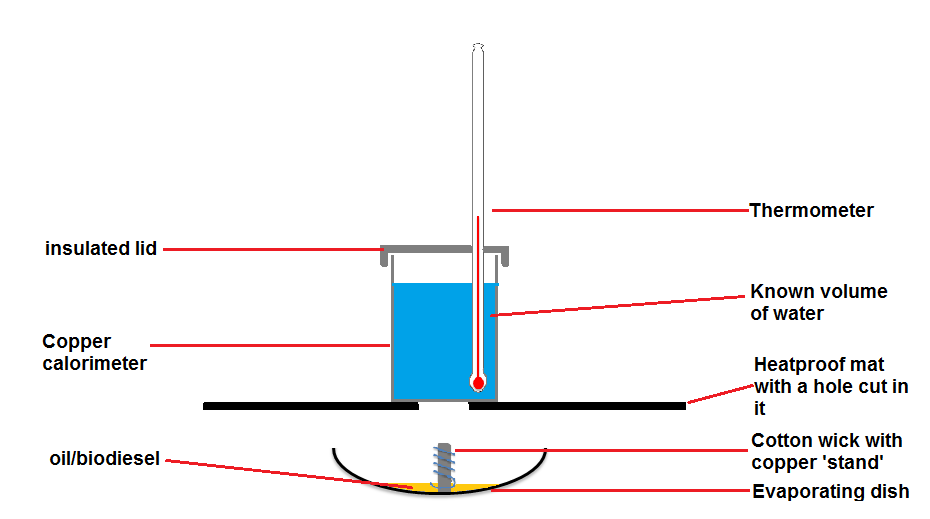 Thermometer
insulated lid
Known volume
of water
Copper
calorimeter
Heatproof mat
with a hole cut in
it
Cotton wick with
copper 'stand'
oil/biodiesel
Evaporating dish